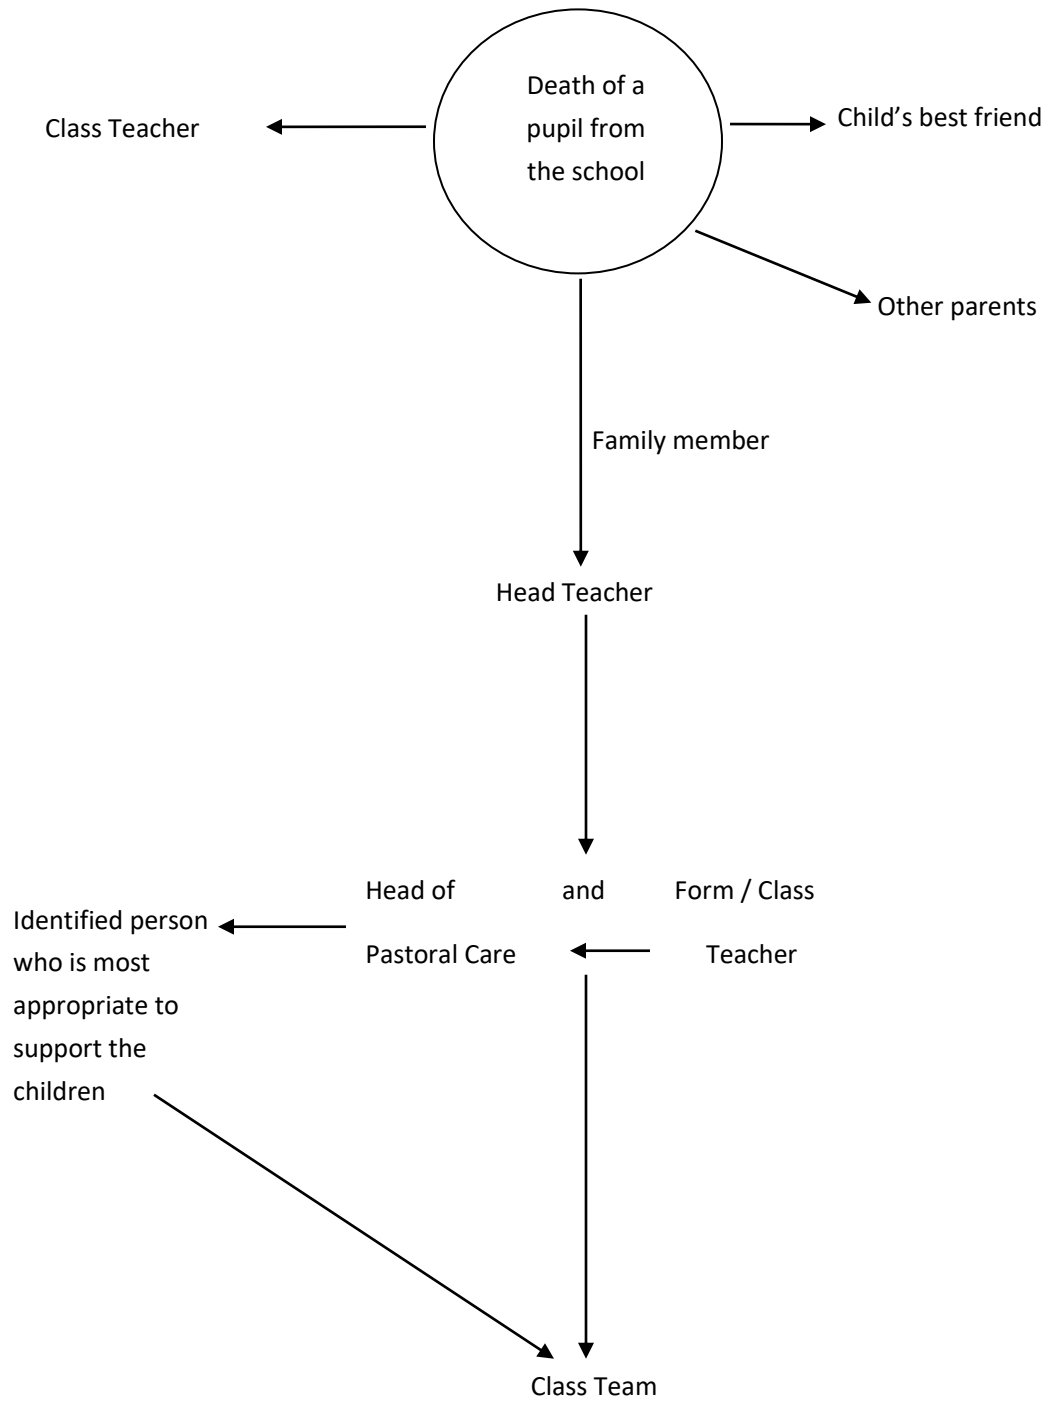 Death of a
pupil from
the school
Class Teacher
Child’s best friend
Other parents
Family member
Head Teacher
Head of and Form / Class
Pastoral Care Teacher
Identified person
who is most
appropriate to
support the
children
Class Team